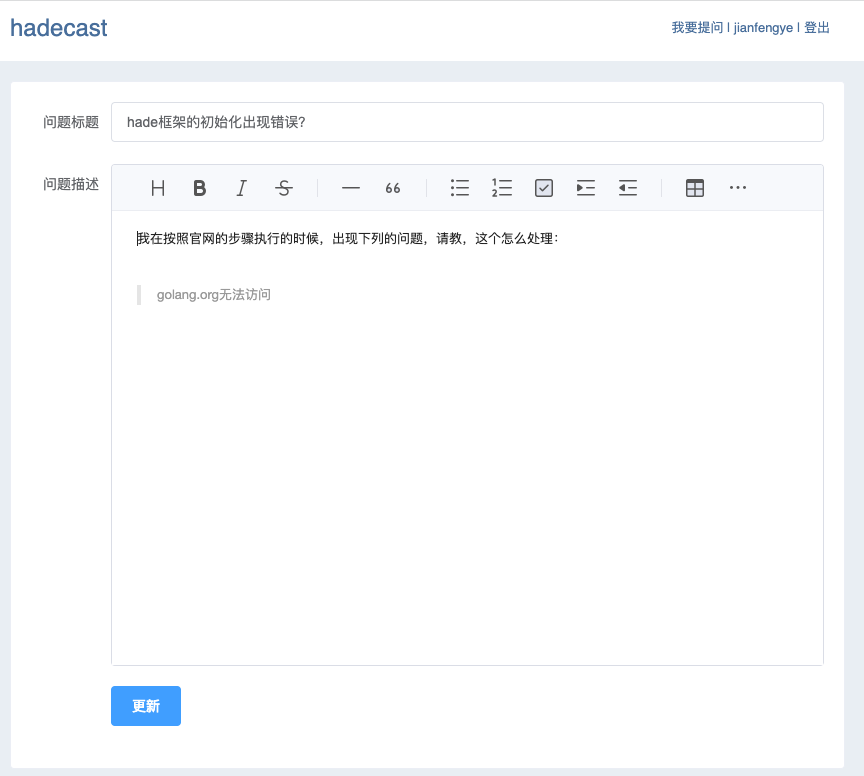 hadecast
我要提问 | jianfengye | 登出
问题标题
hade框架的初始化出现错误?
问题描述
我在按照官网的步骤执行的时候，出现下列的问题，请教，这个怎么处理：
golang.org无法访问
更新